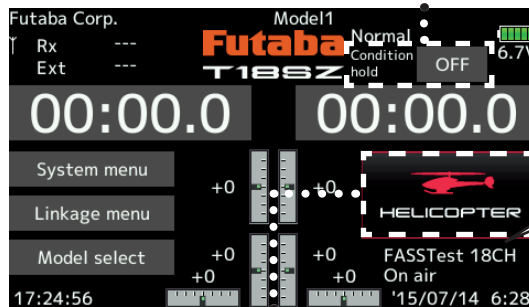 Futaba Corp.
Model1
Rx ---
Ext ---
Futaba
T18SZ
Normal
Condition hold
OFF
6.7V
00:00.0
00:00.0
System menu
Linkage menu
Model select
+0
+0
HELICOPTER
+0
+0
+0
+0
FASSTest 18CH
On air
17:24:56
'15/07/14 6:28